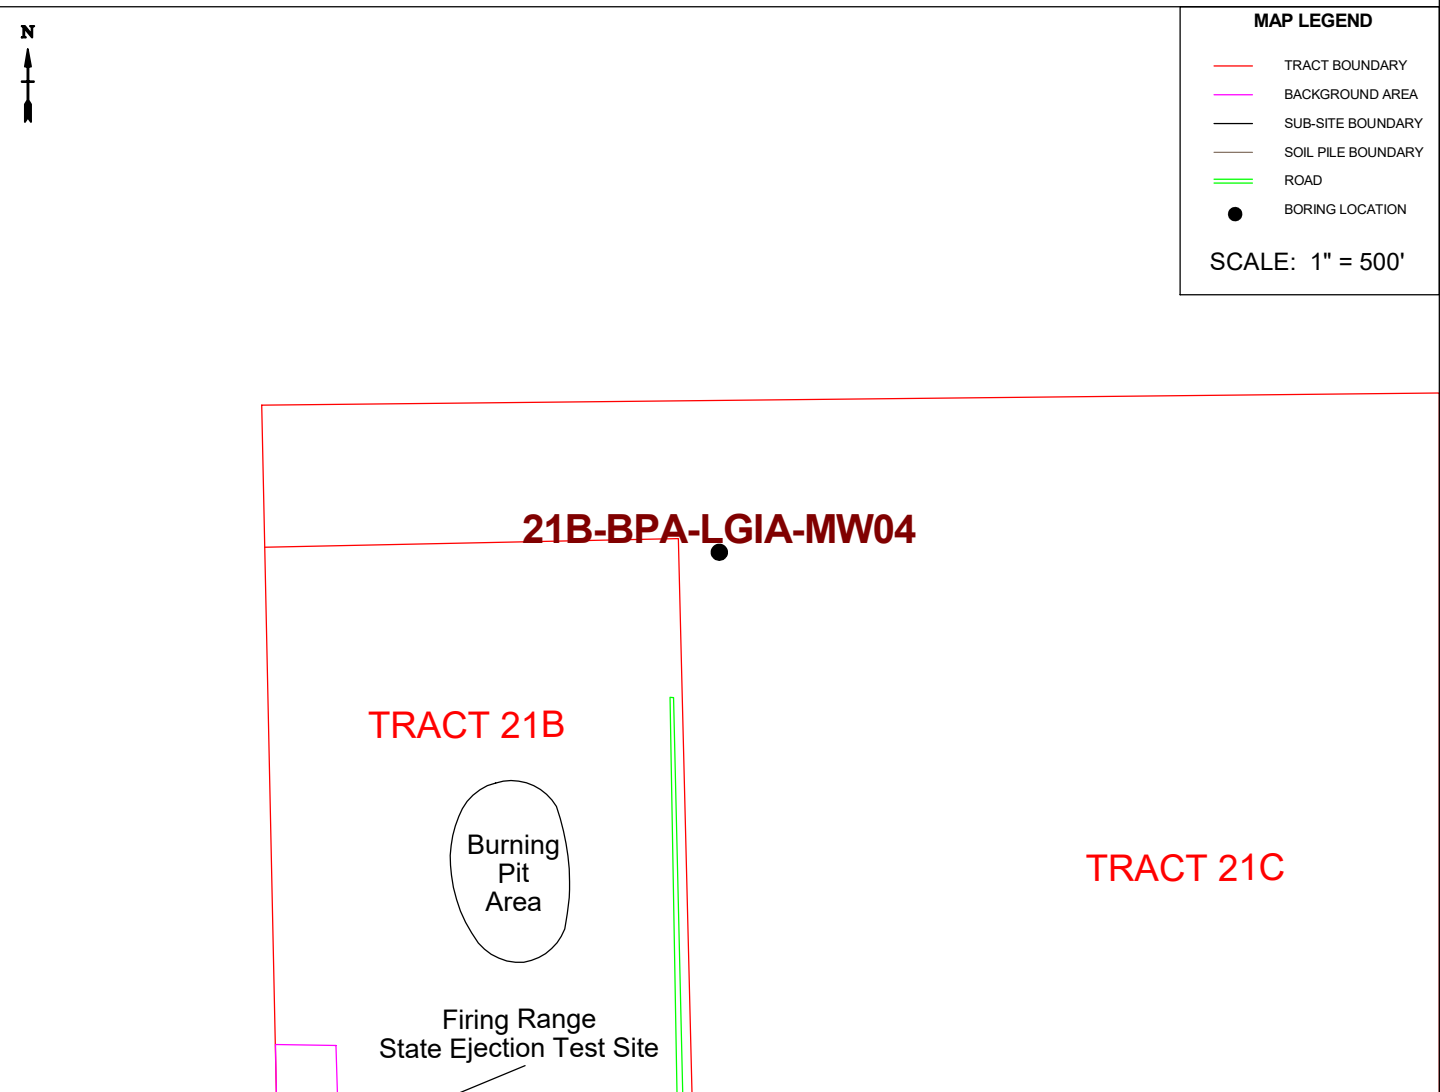 N
MAP LEGEND
TRACT BOUNDARY
BACKGROUND AREA
SUB-SITE BOUNDARY
SOIL PILE BOUNDARY
ROAD
BORING LOCATION
SCALE: 1" = 500'
21B-BPA-LGIA-MW04
TRACT 21B
Burning
Pit
Area
TRACT 21C
Firing Range
State Ejection Test Site